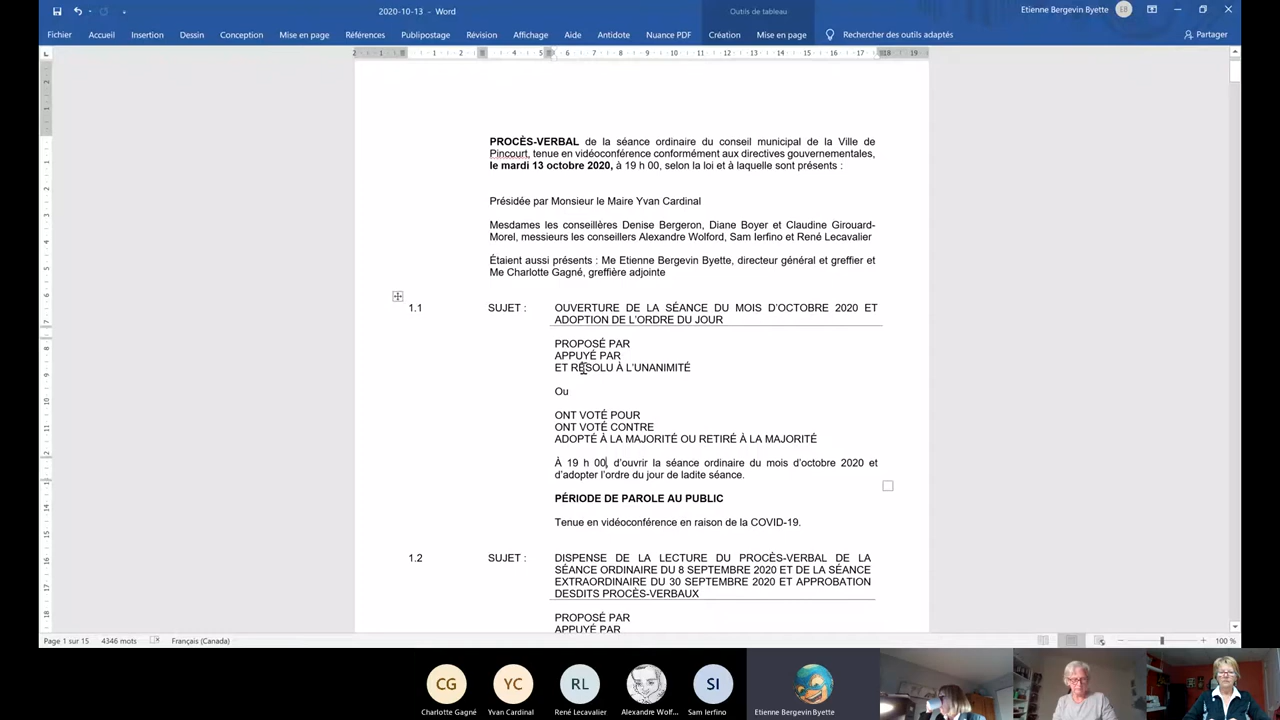 2020-10-13 – Word
Outils de tableau
Etienne Bergevin Byette
ER
Fichier Accueil Insertion Dessin Conception Mise en page Références Publipostage Révision Affichage Aide Antidote Nuance PDF Création Mise en page Rechercher des outils adaptés Partager
PROCÈS-VERBAL de la séance ordinaire du conseil municipal de la Ville de
Pincourt, tenue en vidéoconférence conformément aux directives gouvernementales,
le mardi 13 octobre 2020, à 19 h 00, selon la loi et à laquelle sont présents :
Présidée par Monsieur le Maire Yvan Cardinal
Mesdames les conseillères Denise Bergeron, Diane Boyer et Claudine Girouard-
Morel, messieurs les conseillers Alexandre Wolford, Sam Ierfino et René Lecavalier
Étaient aussi présents : Me Etienne Bergevin Byette, directeur général et greffier et
Me Charlotte Gagné, greffière adjointe
1.1 SUJET : OUVERTURE DE LA SÉANCE DU MOIS D'OCTOBRE 2020 ET
ADOPTION DE L'ORDRE DU JOUR
PROPOSÉ PAR
APPUYÉ PAR
ET RÉSOLU À L'UNANIMITÉ
Ou
ONT VOTÉ POUR
ONT VOTÉ CONTRE
ADOPTÉ À LA MAJORITÉ OU RETIRÉ À LA MAJORITÉ
À 19 h 00, d'ouvrir la séance ordinaire du mois d'octobre 2020 et
d'adopter l'ordre du jour de ladite séance.
PÉRIODE DE PAROLE AU PUBLIC
Tenue en vidéoconférence en raison de la COVID-19.
1.2 SUJET : DISPENSE DE LA LECTURE DU PROCÈS-VERBAL DE LA
SÉANCE ORDINAIRE DU 8 SEPTEMBRE 2020 ET DE LA SÉANCE
EXTRAORDINAIRE DU 30 SEPTEMBRE 2020 ET APPROBATION
DESDITS PROCÈS-VERBAUX
PROPOSÉ PAR
APPUYÉ PAR
Page 1 sur 15 4346 mots Français (Canada) 100 %
CG YC RL SI
Charlotte Gagné Yvan Cardinal René Lecavalier Alexandre Wolf... Sam Ierfino Etienne Bergevin Byette